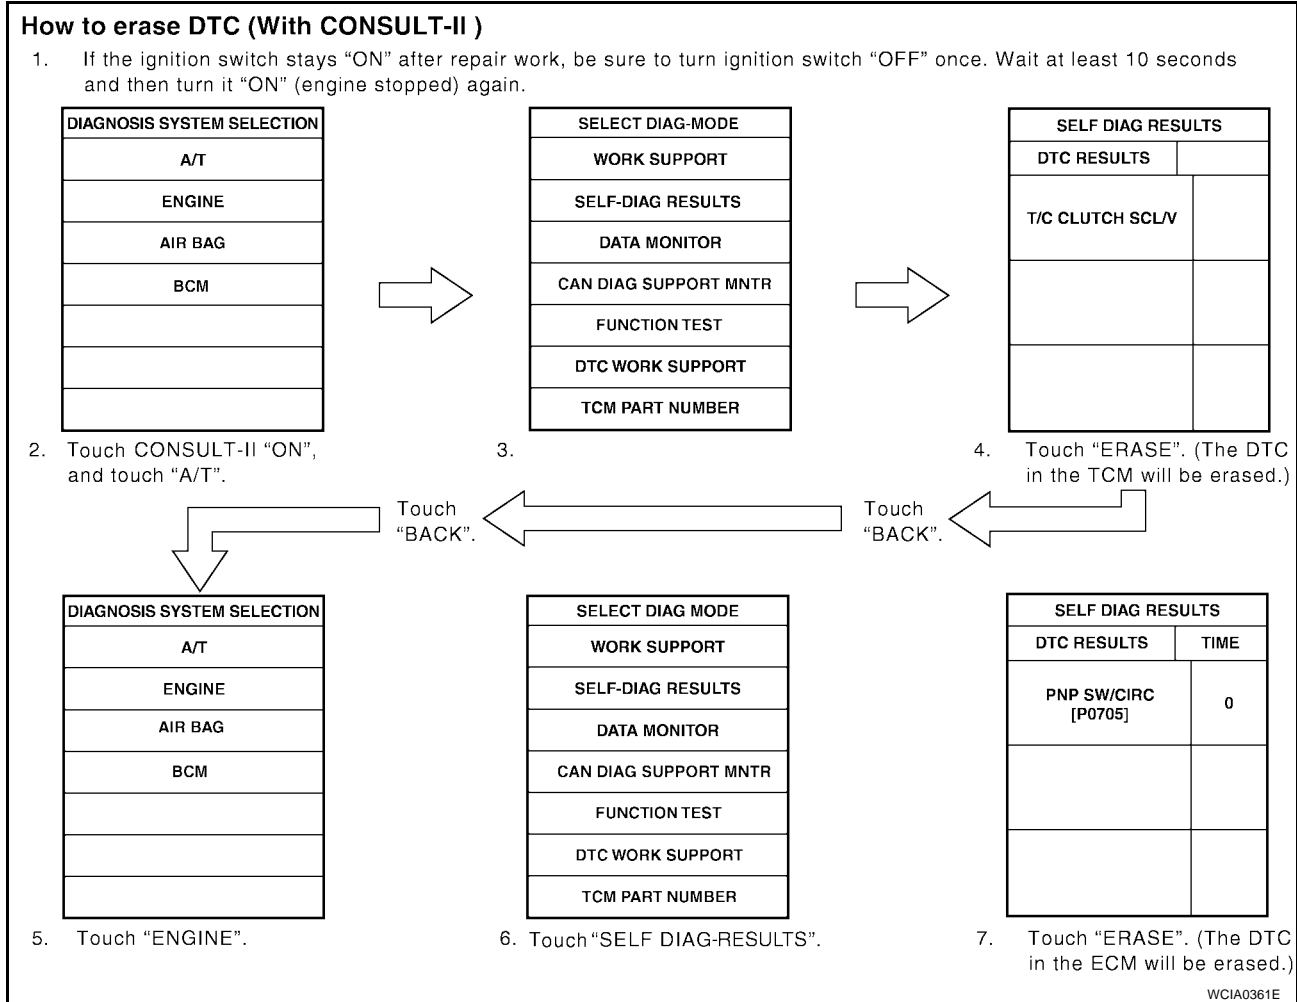 How to erase DTC (With CONSULT-II )
1. If the ignition switch stays “ON” after repair work, be sure to turn ignition switch “OFF” once. Wait at least 10 seconds
and then turn it “ON” (engine stopped) again.
DIAGNOSIS SYSTEM SELECTION
A/T
ENGINE
AIR BAG
BCM
SELECT DIAG-MODE
WORK SUPPORT
SELF-DIAG RESULTS
DATA MONITOR
CAN DIAG SUPPORT MNTR
FUNCTION TEST
DTC WORK SUPPORT
TCM PART NUMBER
SELF DIAG RESULTS
DTC RESULTS
T/C CLUTCH SCL/V
2. Touch CONSULT-II “ON”,
and touch “A/T”.
3.
4. Touch “ERASE”. (The DTC
in the TCM will be erased.)
Touch
“BACK”.
Touch
“BACK”.
DIAGNOSIS SYSTEM SELECTION
A/T
ENGINE
AIR BAG
BCM
SELECT DIAG MODE
WORK SUPPORT
SELF-DIAG RESULTS
DATA MONITOR
CAN DIAG SUPPORT MNTR
FUNCTION TEST
DTC WORK SUPPORT
TCM PART NUMBER
SELF DIAG RESULTS
DTC RESULTS TIME
PNP SW/CIRC
[P0705]
0
5. Touch “ENGINE”.
6. Touch “SELF DIAG-RESULTS”.
7. Touch “ERASE”. (The DTC
in the ECM will be erased.)
WCIA0361E